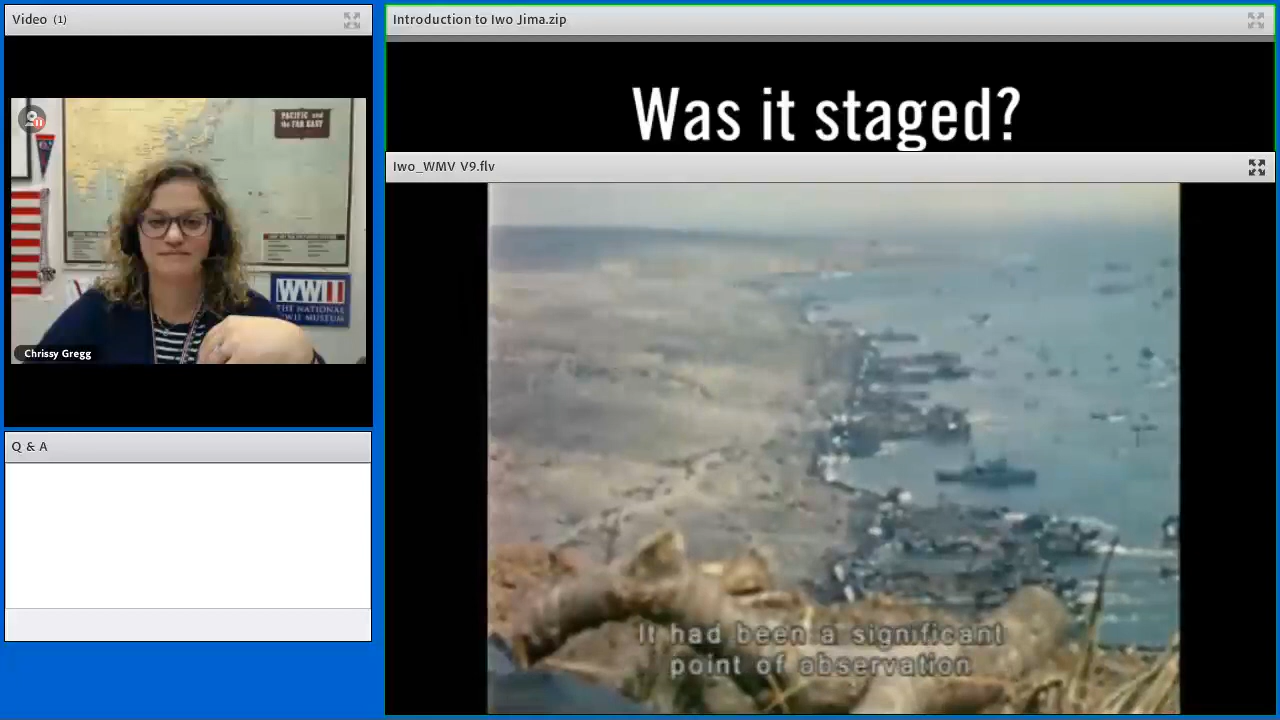 Video (1)
PACIFIC and
the FAR EAST
WWII
THE NATIONAL
WWII MUSEUM
Chrissy Gregg
Q & A
Introduction to Iwo Jima.zip
Was it staged?
Iwo_WMV V9.flv
It had been a significant
point of observation